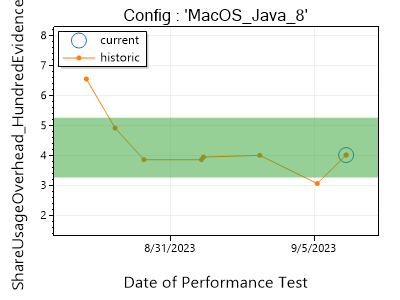 Config : 'MacOS_Java_8'
ShareUsageOverhead_HundredEvidence
current
historic
8
7
6
5
4
3
2
8/31/2023
9/5/2023
Date of Performance Test